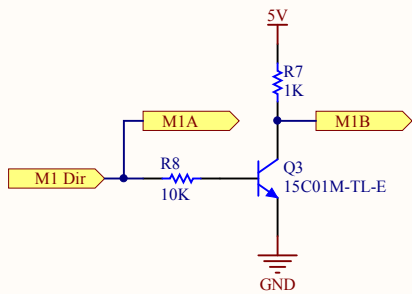 5V
R7
1K
M1A
M1B
M1 Dir
R8
10K
Q3
15C01M-TL-E
GND